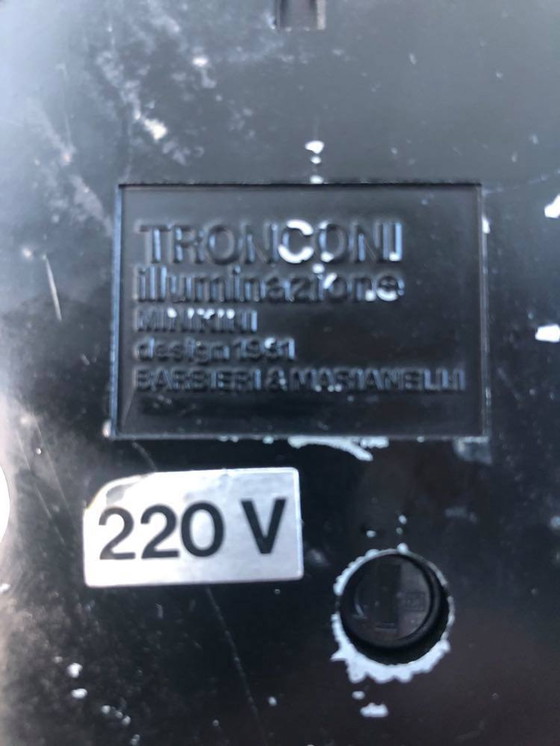 TRONCONI
illuminazione
MINIKINI
design 1981
BARBIERI & MARIANELLI
220 V